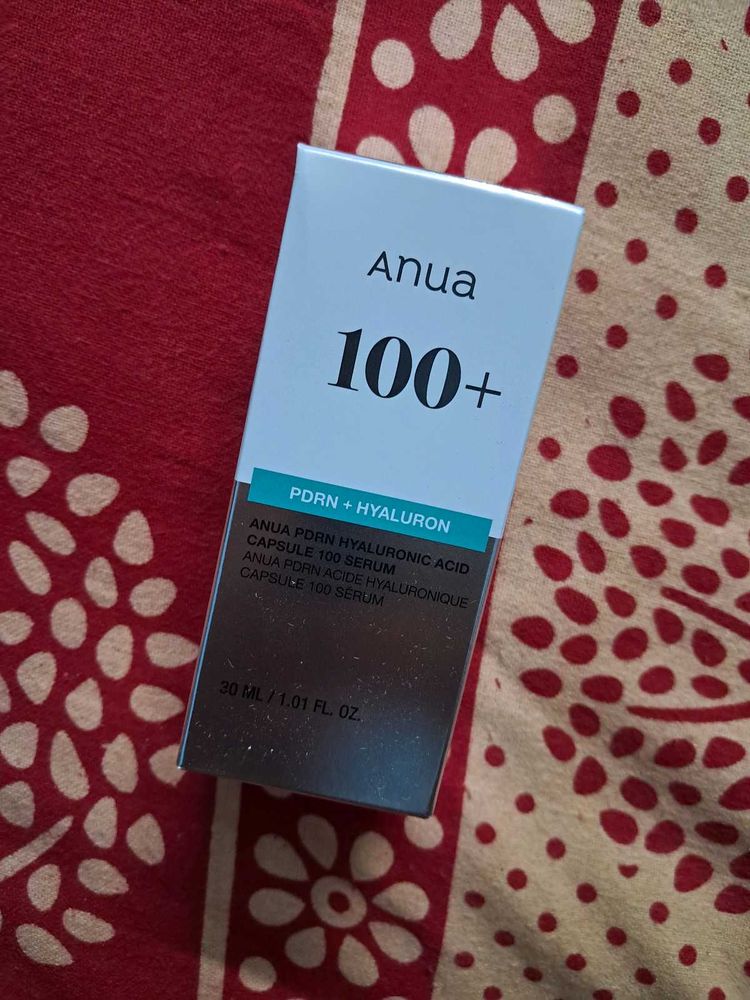 Anua
100+
PDRN + HYALURON
ANUA PDRN HYALURONIC ACID
CAPSULE 100 SERUM
ANUA PDRN ACIDE HYALURONIQUE
CAPSULE 100 SÉRUM
30 ML / 1.01 FL. OZ.